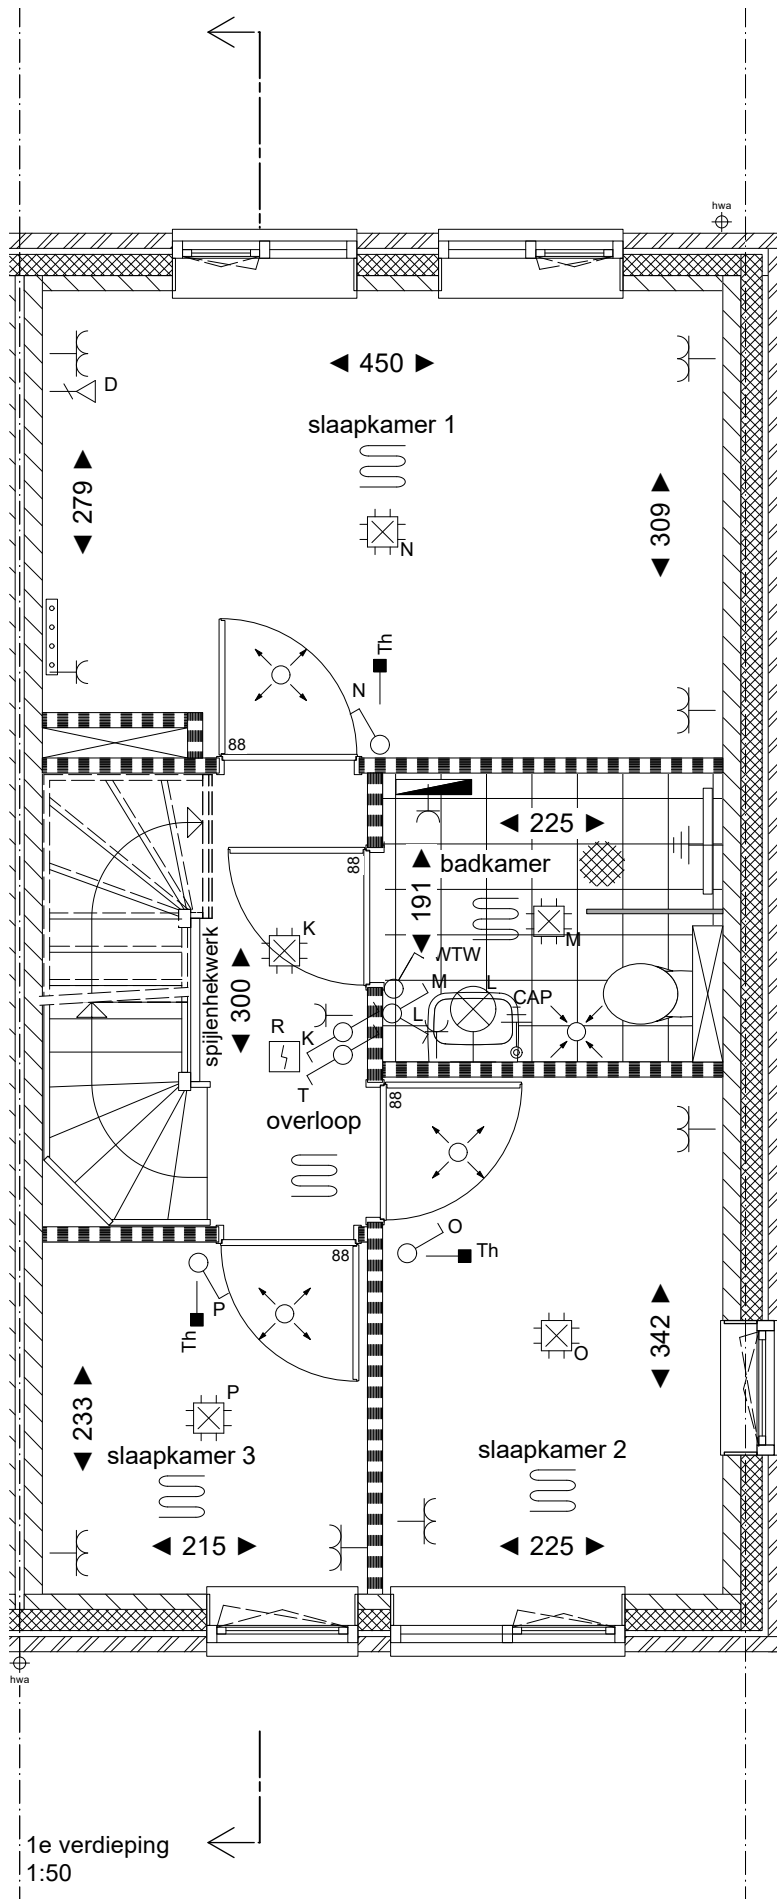 hwa
450
D
slaapkamer 1
279
309
N
Th
N
88
225
88
badkamer
191
K
M
WTW
spijlenhekwerk
300
M
L
CAP
R
K
L
T
88
overloop
O
88
Th
P
Th
342
O
P
233
slaapkamer 3
slaapkamer 2
215
225
hwa
1e verdieping
1:50